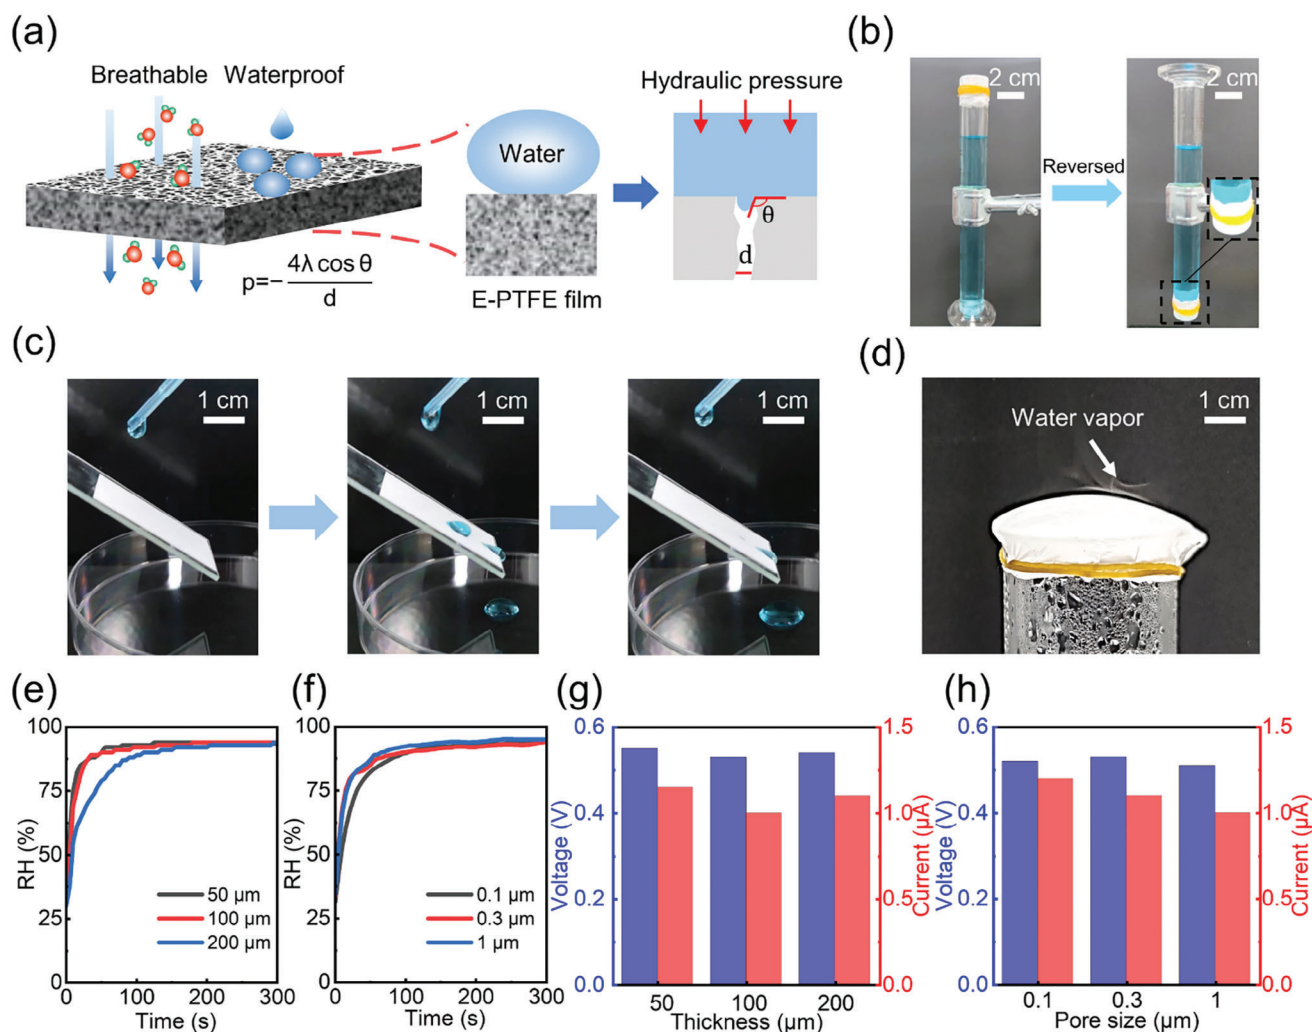 (a)
Breathable Waterproof
Water
E-PTFE film
p=-4λ cos θ/d
Hydraulic pressure
θ
d
(b)
2 cm
Reversed
2 cm
(c)
1 cm
1 cm
1 cm
(d)
Water vapor
1 cm
(e)
RH (%)
100
75
50
25
0
50 µm
100 µm
200 µm
0 100 200 300
Time (s)
(f)
RH (%)
100
75
50
25
0
0.1 µm
0.3 µm
1 µm
0 100 200 300
Time (s)
(g)
Voltage (V)
0.6
0.4
0.2
0.0
1.5
1.0
0.5
0.0
Current (µA)
50 100 200
Thickness (µm)
(h)
Voltage (V)
0.6
0.4
0.2
0.0
1.5
1.0
0.5
0.0
Current (µA)
0.1 0.3 1
Pore size (µm)